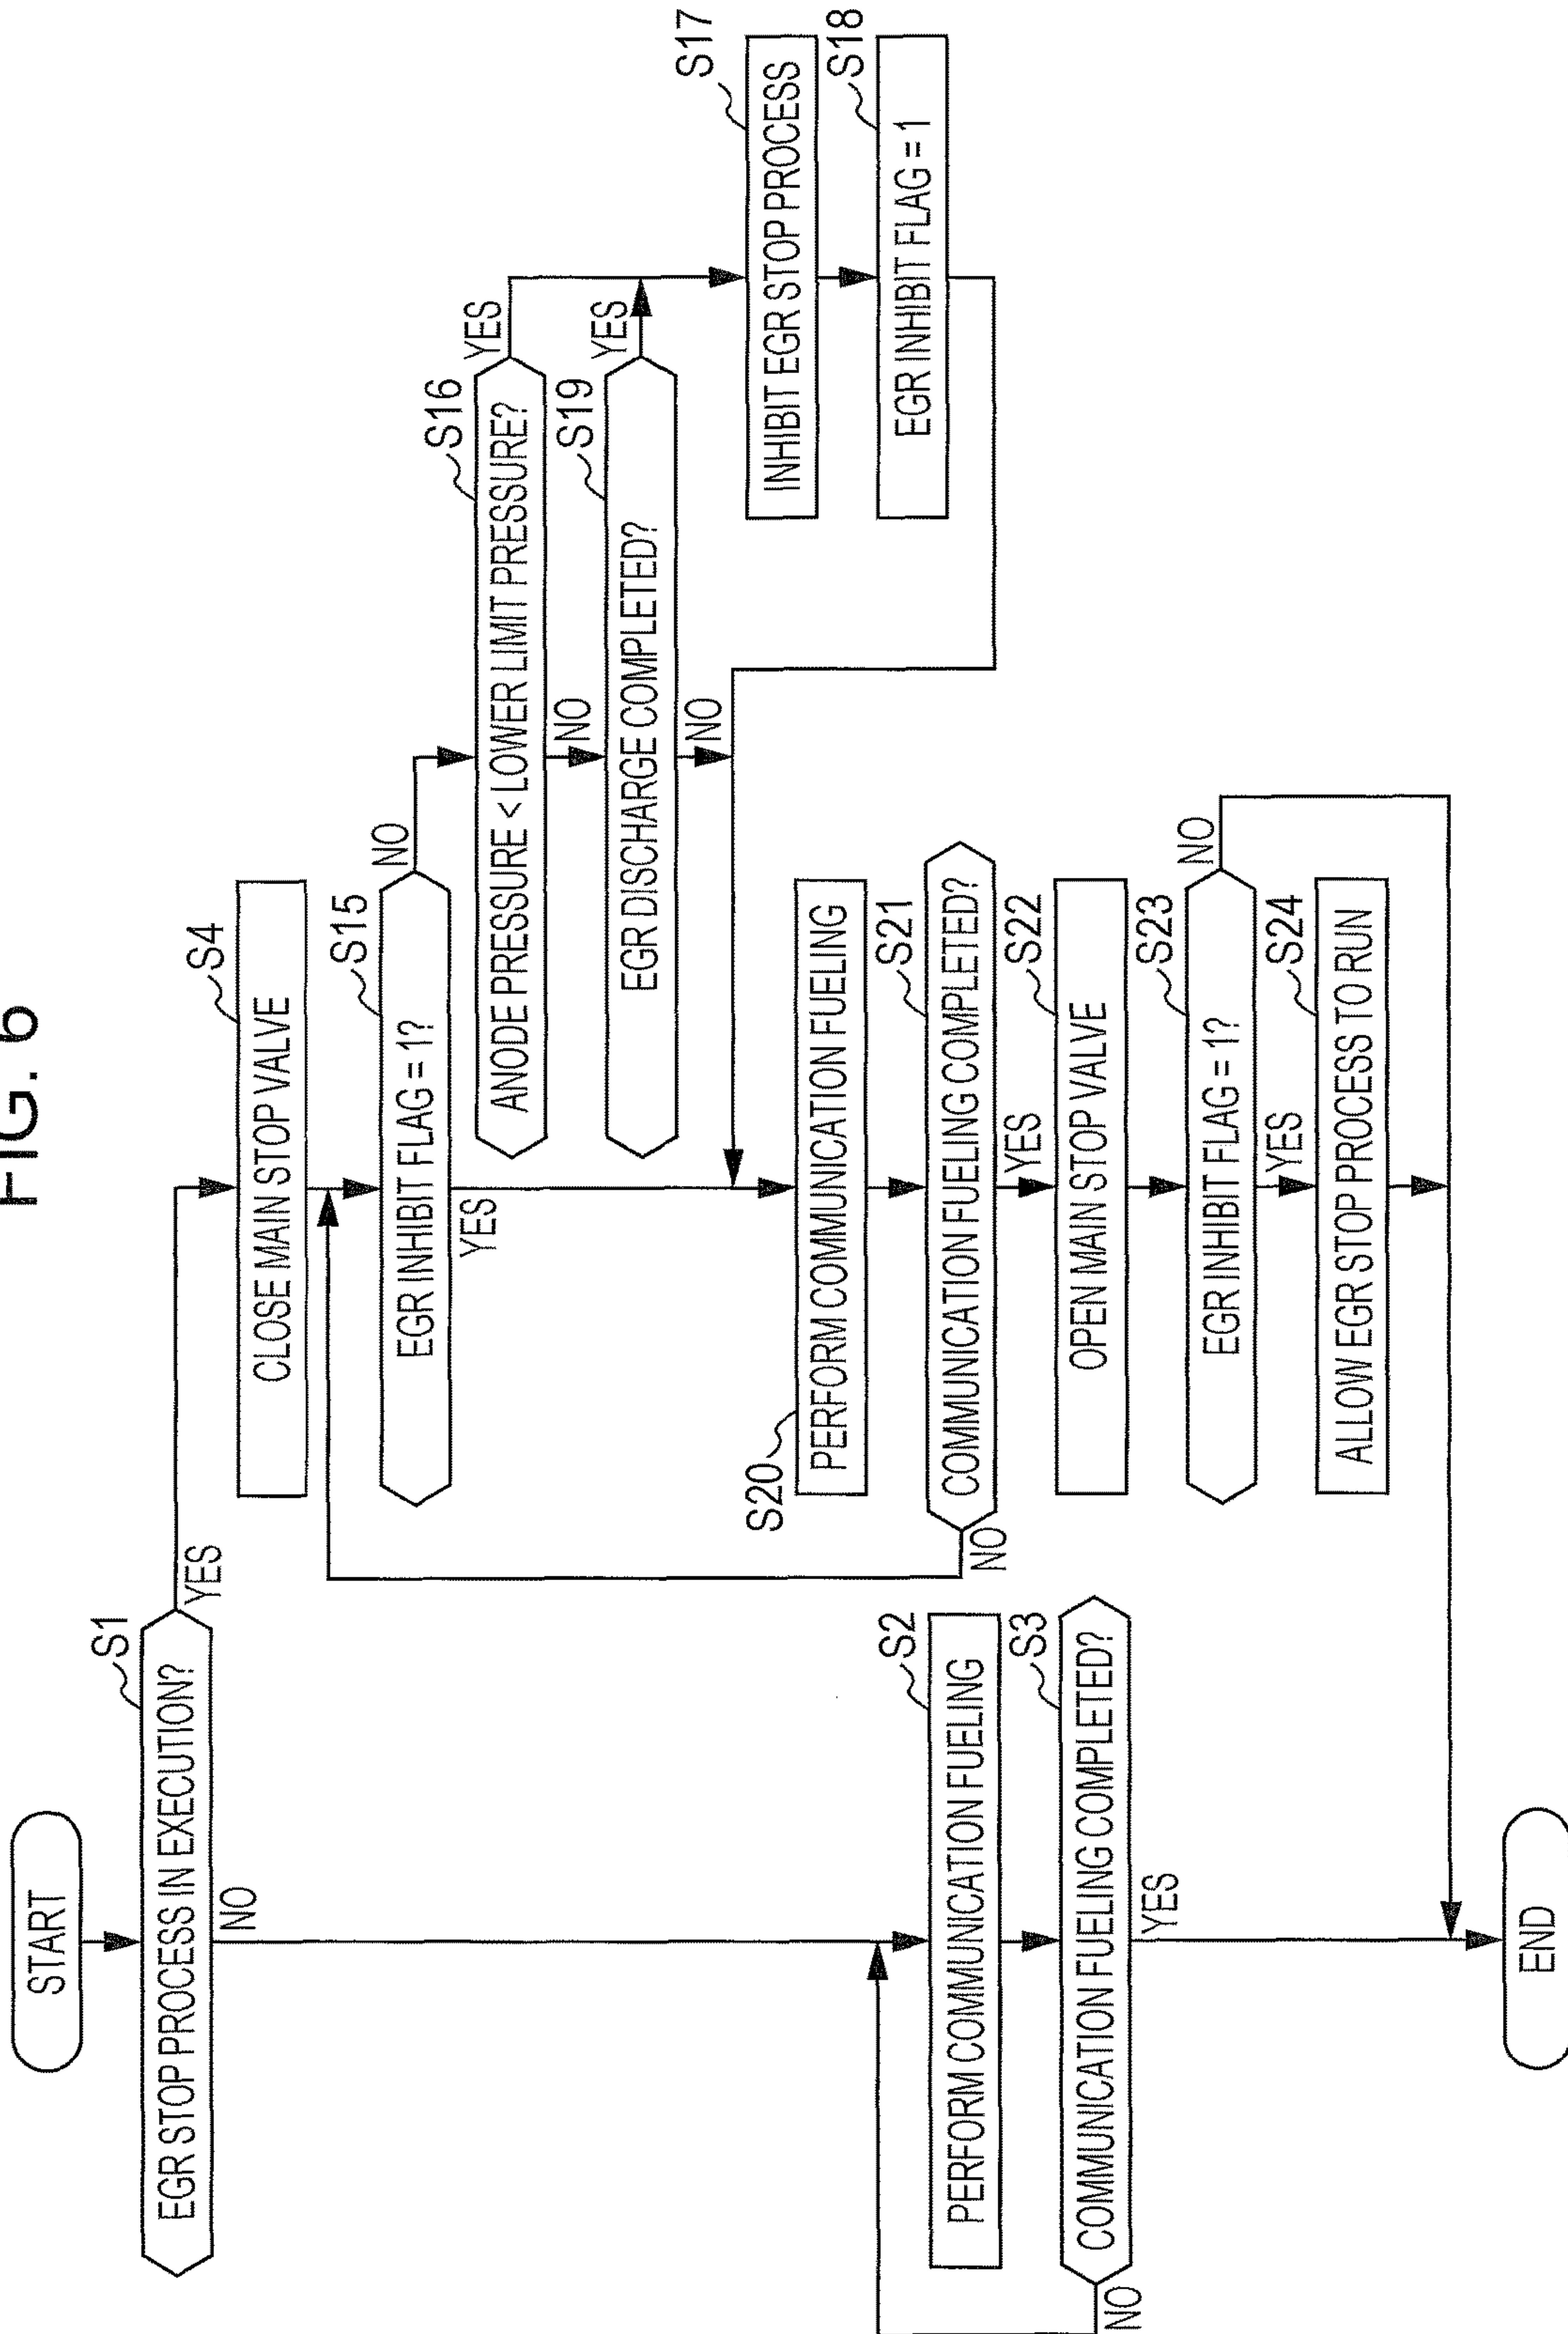 FIG. 6
START
S1
EGR STOP PROCESS IN EXECUTION?
YES
NO
S4
CLOSE MAIN STOP VALVE
S15
EGR INHIBIT FLAG = 1?
NO
YES
S16
ANODE PRESSURE < LOWER LIMIT PRESSURE?
YES
NO
S19
EGR DISCHARGE COMPLETED?
YES
NO
S17
INHIBIT EGR STOP PROCESS
S18
EGR INHIBIT FLAG = 1
S20
PERFORM COMMUNICATION FUELING
S21
COMMUNICATION FUELING COMPLETED?
NO
YES
S22
OPEN MAIN STOP VALVE
S23
EGR INHIBIT FLAG = 1?
NO
YES
S24
ALLOW EGR STOP PROCESS TO RUN
S2
PERFORM COMMUNICATION FUELING
S3
COMMUNICATION FUELING COMPLETED?
NO
YES
END